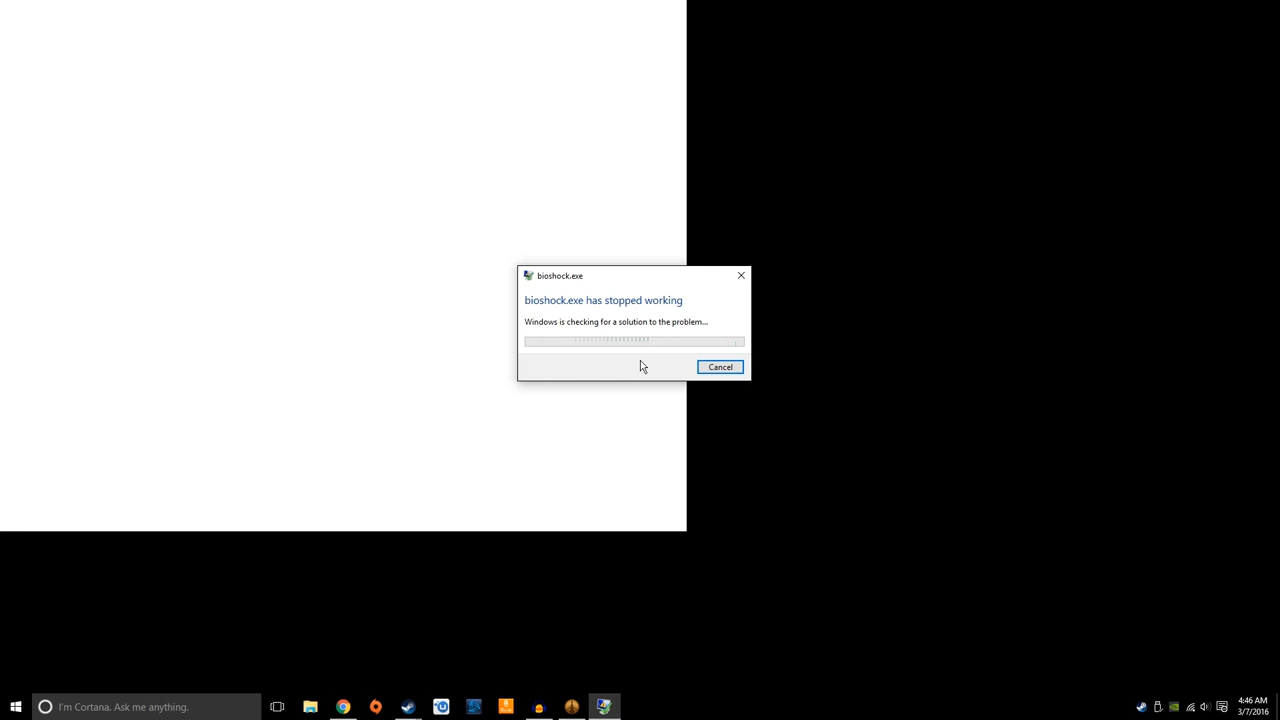 bioshock.exe
bioshock.exe has stopped working
Windows is checking for a solution to the problem...
Cancel
I'm Cortana. Ask me anything.
4:46 AM
3/7/2016